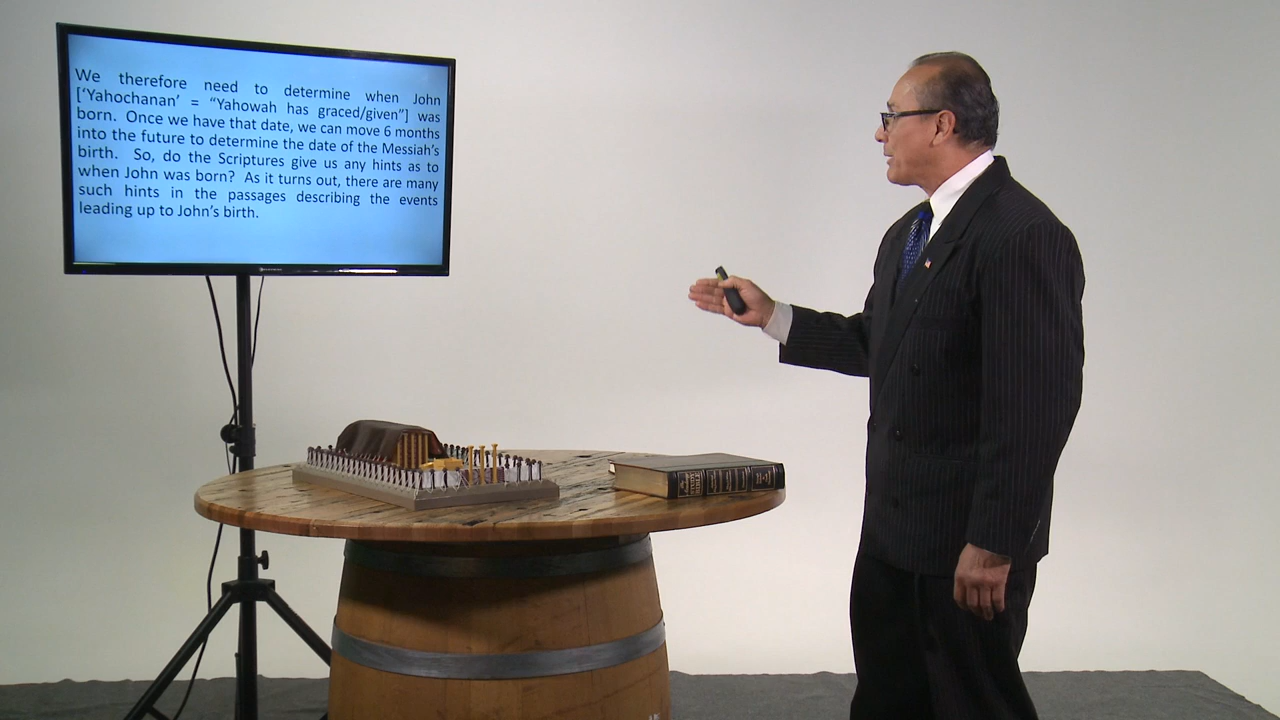 We therefore need to determine when John
['Yahochanan' = "Yahowah has graced/given"] was
born. Once we have that date, we can move 6 months
into the future to determine the date of the Messiah's
birth. So, do the Scriptures give us any hints as to
when John was born? As it turns out, there are many
such hints in the passages describing the events
leading up to John's birth.
BIBLE